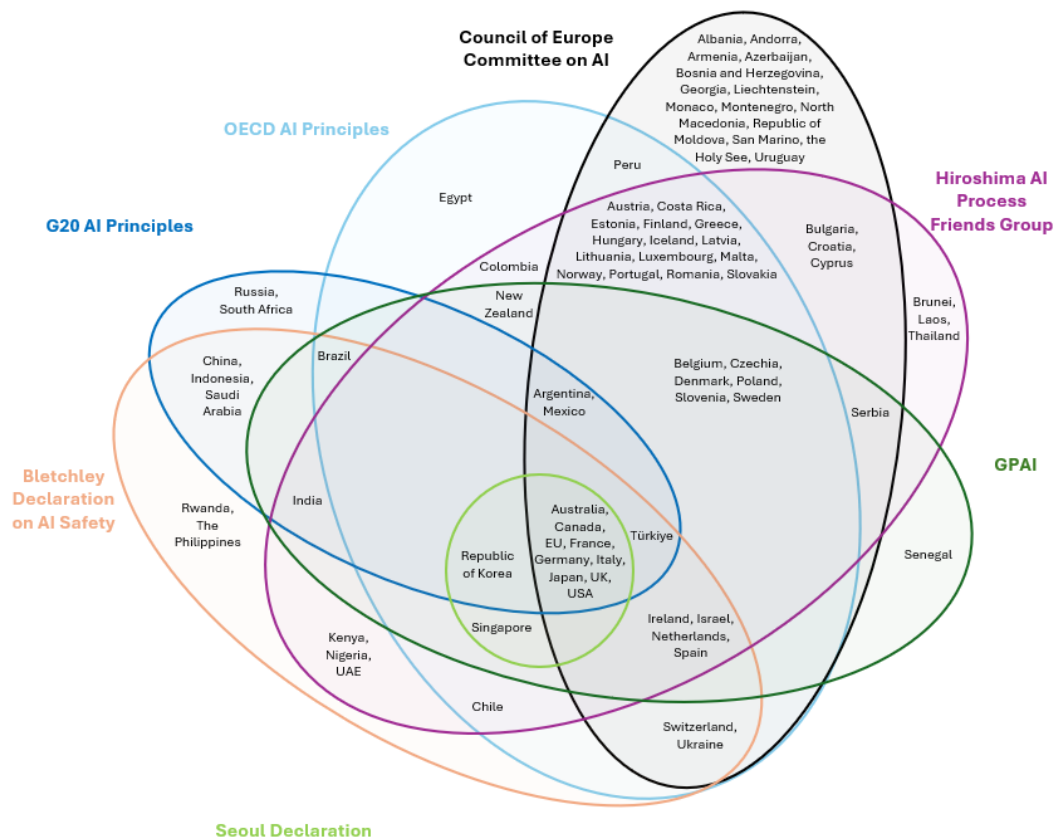 Council of Europe
Committee on AI
Albania, Andorra,
Armenia, Azerbaijan,
Bosnia and Herzegovina,
Georgia, Liechtenstein,
Monaco, Montenegro, North
Macedonia, Republic of
Moldova, San Marino, the
Holy See, Uruguay
OECD AI Principles
Peru
Hiroshima AI
Process
Friends Group
Egypt
Austria, Costa Rica,
Estonia, Finland, Greece,
Hungary, Iceland, Latvia,
Lithuania, Luxembourg, Malta,
Norway, Portugal, Romania, Slovakia
G20 AI Principles
Bulgaria,
Croatia,
Cyprus
Colombia
Russia,
South Africa
New
Zealand
Brunei,
Laos,
Thailand
China,
Indonesia,
Saudi
Arabia
Brazil
Belgium, Czechia,
Denmark, Poland,
Slovenia, Sweden
Argentina,
Mexico
Serbia
GPAI
Bletchley
Declaration
on AI Safety
India
Rwanda,
The
Philippines
Australia,
Canada,
EU, France,
Germany, Italy,
Japan, UK,
USA
Türkiye
Republic
of Korea
Senegal
Singapore
Ireland, Israel,
Netherlands,
Spain
Kenya,
Nigeria,
UAE
Chile
Switzerland,
Ukraine
Seoul Declaration